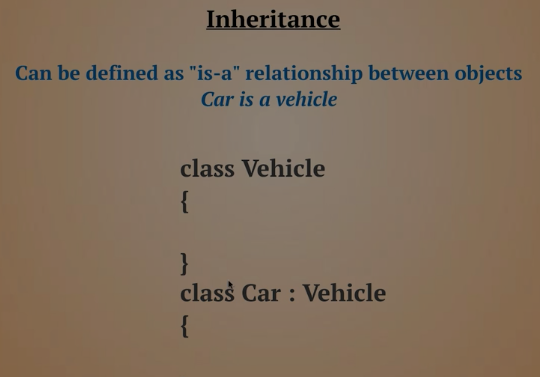 Inheritance
Can be defined as "is-a" relationship between objects
Car is a vehicle
class Vehicle
{
}
class Car : Vehicle
{